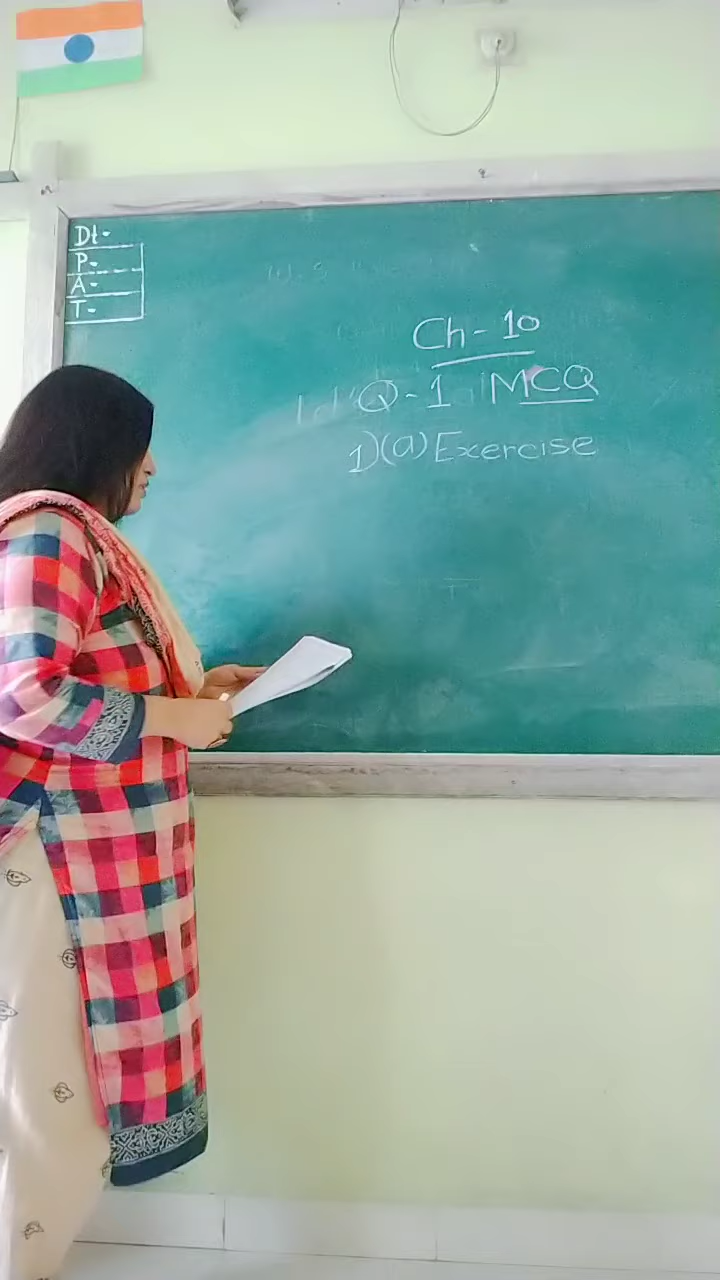 Dt-
P-
A-
T-
Ch - 10
Q - 1 MCQ
1)(a) Exercise